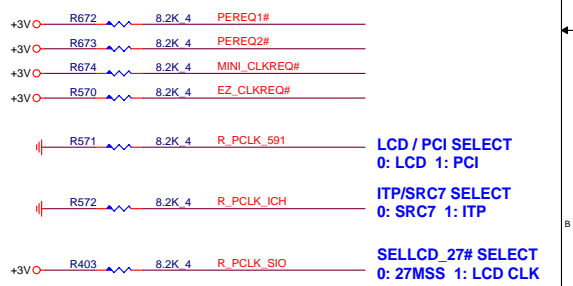 +3V R672 8.2K_4 PEREQ1#
+3V R673 8.2K_4 PEREQ2#
+3V R674 8.2K_4 MINI_CLKREQ#
+3V R570 8.2K_4 EZ_CLKREQ#
R571 8.2K_4 R_PCLK_591 LCD / PCI SELECT
0: LCD 1: PCI
R572 8.2K_4 R_PCLK_ICH ITP/SRC7 SELECT
0: SRC7 1: ITP
B
+3V R403 8.2K_4 R_PCLK_SIO SELLCD_27# SELECT
0: 27MSS 1: LCD CLK